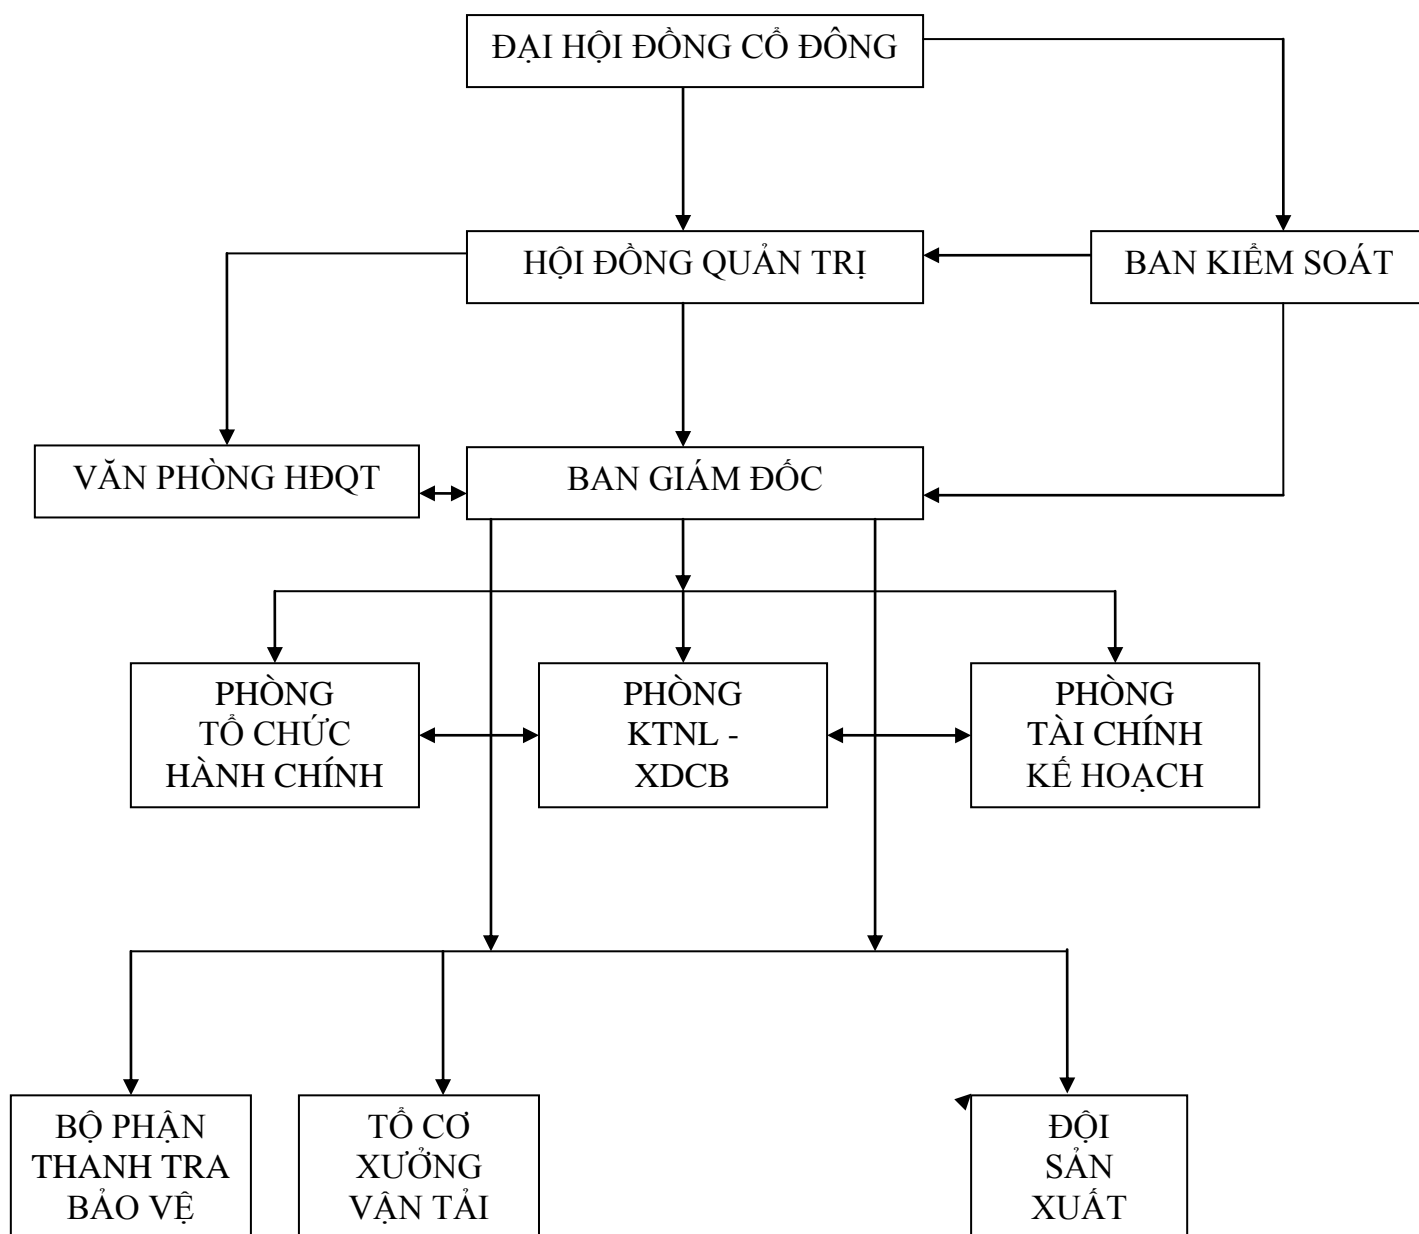 ĐẠI HỘI ĐỒNG CỔ ĐÔNG
HỘI ĐỒNG QUẢN TRỊ
BAN KIỂM SOÁT
VĂN PHÒNG HĐQT
BAN GIÁM ĐỐC
PHÒNG
TỔ CHỨC
HÀNH CHÍNH
PHÒNG
KTNL -
XDCB
PHÒNG
TÀI CHÍNH
KẾ HOẠCH
BỘ PHẬN
THANH TRA
BẢO VỆ
TỔ CƠ
XƯỞNG
VẬN TẢI
ĐỘI
SẢN
XUẤT